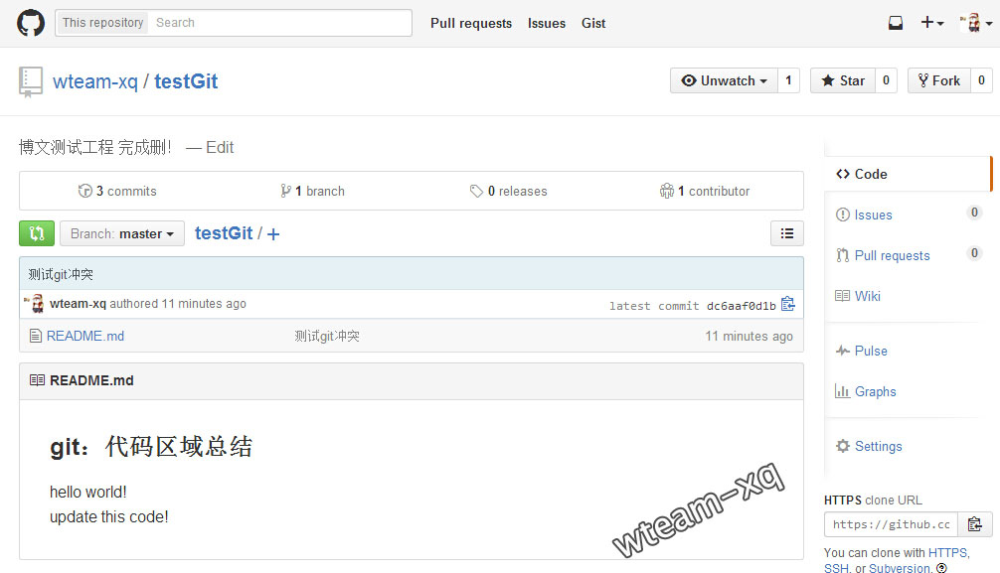 This repository Search Pull requests Issues Gist
wteam-xq / testGit Unwatch 1 Star 0 Fork 0
博文测试工程 完成删！ — Edit
3 commits 1 branch 0 releases 1 contributor
Branch: master testGit / +
测试git冲突
wteam-xq authored 11 minutes ago latest commit dc6aaf0d1b
README.md 测试git冲突 11 minutes ago
README.md
git：代码区域总结
hello world!
update this code!
wteam-xq
Code
Issues 0
Pull requests 0
Wiki
Pulse
Graphs
Settings
HTTPS clone URL
https://github.cc
You can clone with HTTPS,
SSH, or Subversion.